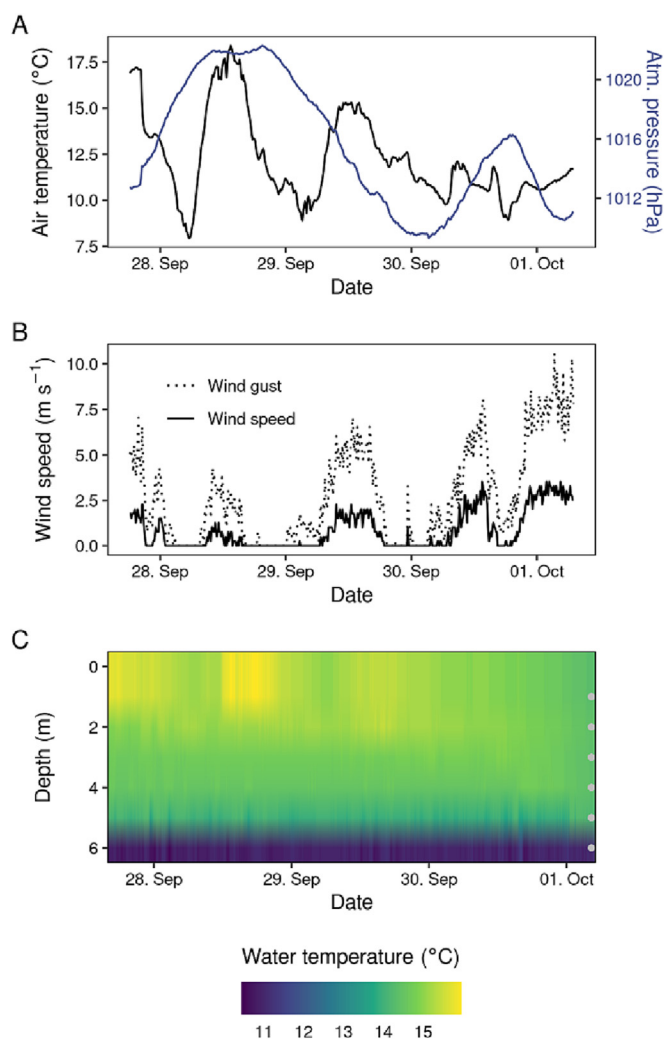 A
Air temperature (°C)
17.5
15.0
12.5
10.0
7.5
1020
1016
1012
Atm. pressure (hPa)
28. Sep 29. Sep 30. Sep 01. Oct
Date
B
Wind speed (m s−1)
10.0
7.5
5.0
2.5
0.0
Wind gust
Wind speed
28. Sep 29. Sep 30. Sep 01. Oct
Date
C
Depth (m)
0
2
4
6
28. Sep 29. Sep 30. Sep 01. Oct
Date
Water temperature (°C)
11 12 13 14 15